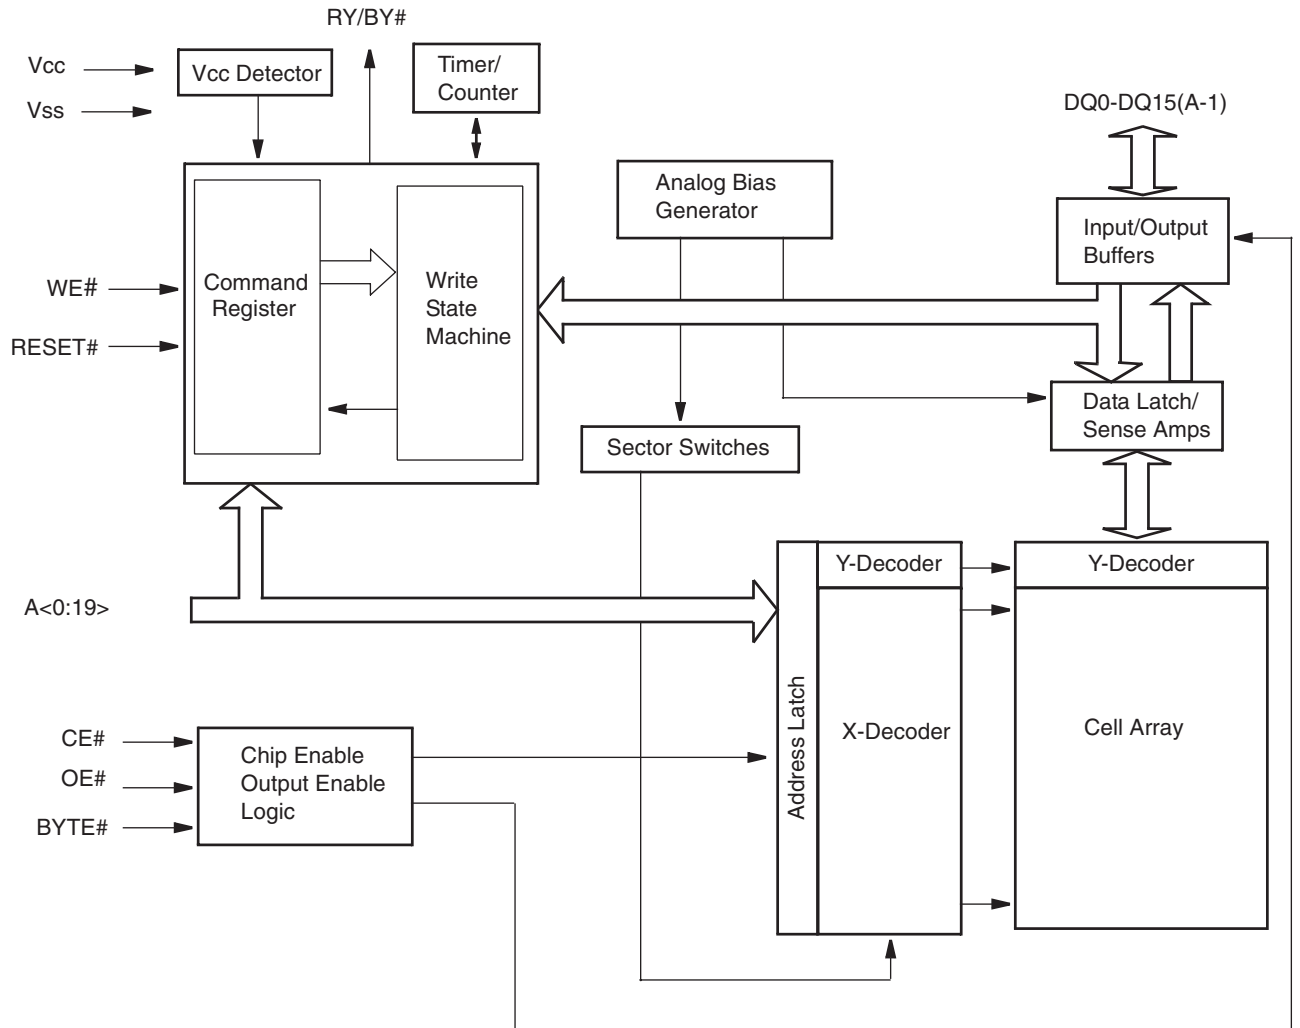 RY/BY#
Vcc
Vss
Vcc Detector
Timer/
Counter
DQ0-DQ15(A-1)
Analog Bias
Generator
Input/Output
Buffers
WE#
RESET#
Command
Register
Write
State
Machine
Data Latch/
Sense Amps
Sector Switches
A<0:19>
Y-Decoder
Y-Decoder
Address Latch
X-Decoder
Cell Array
CE#
OE#
BYTE#
Chip Enable
Output Enable
Logic